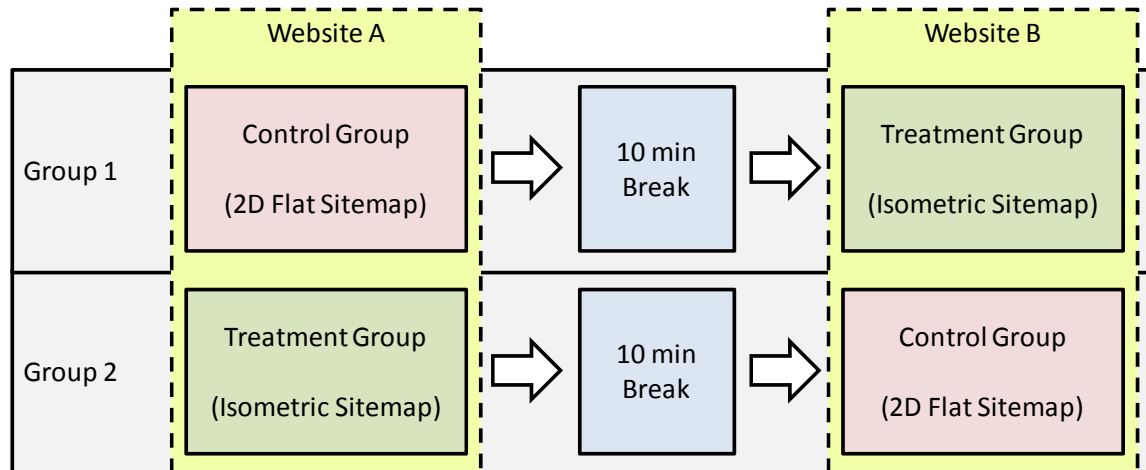 Website A
Website B
Group 1
Control Group
(2D Flat Sitemap)
10 min
Break
Treatment Group
(Isometric Sitemap)
Group 2
Treatment Group
(Isometric Sitemap)
10 min
Break
Control Group
(2D Flat Sitemap)